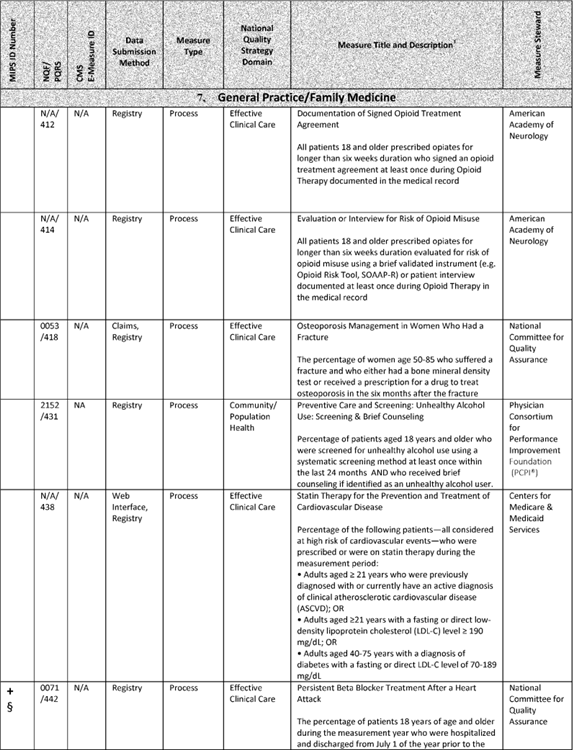 MIPS ID Number
NQF/
PQRS
CMS
E-Measure ID
Data
Submission
Method
Measure
Type
National
Quality
Strategy
Domain
Measure Title and Description
Measure Steward
7. General Practice/Family Medicine
N/A/
412
N/A
Registry
Process
Effective
Clinical Care
Documentation of Signed Opioid Treatment
Agreement
All patients 18 and older prescribed opiates for
longer than six weeks duration who signed an opioid
treatment agreement at least once during Opioid
Therapy documented in the medical record
American
Academy of
Neurology
N/A/
414
N/A
Registry
Process
Effective
Clinical Care
Evaluation or Interview for Risk of Opioid Misuse
All patients 18 and older prescribed opiates for
longer than six weeks duration evaluated for risk of
opioid misuse using a brief validated instrument (e.g.
Opioid Risk Tool, SOAAP-R) or patient interview
documented at least once during Opioid Therapy in
the medical record
American
Academy of
Neurology
0053
/418
N/A
Claims,
Registry
Process
Effective
Clinical Care
Osteoporosis Management in Women Who Had a
Fracture
The percentage of women age 50-85 who suffered a
fracture and who either had a bone mineral density
test or received a prescription for a drug to treat
osteoporosis in the six months after the fracture
National
Committee for
Quality
Assurance
2152
/431
NA
Registry
Process
Community/
Population
Health
Preventive Care and Screening: Unhealthy Alcohol
Use: Screening & Brief Counseling
Percentage of patients aged 18 years and older who
were screened for unhealthy alcohol use using a
systematic screening method at least once within
the last 24 months AND who received brief
counseling if identified as an unhealthy alcohol user.
Physician
Consortium
for
Performance
Improvement
Foundation
(PCPI®)
N/A/
438
N/A
Web
Interface,
Registry
Process
Effective
Clinical Care
Statin Therapy for the Prevention and Treatment of
Cardiovascular Disease
Percentage of the following patients—all considered
at high risk of cardiovascular events—who were
prescribed or were on statin therapy during the
measurement period:
• Adults aged ≥ 21 years who were previously
diagnosed with or currently have an active diagnosis
of clinical atherosclerotic cardiovascular disease
(ASCVD); OR
• Adults aged ≥21 years with a fasting or direct low-
density lipoprotein cholesterol (LDL-C) level ≥ 190
mg/dL; OR
• Adults aged 40-75 years with a diagnosis of
diabetes with a fasting or direct LDL-C level of 70-189
mg/dL
Centers for
Medicare &
Medicaid
Services
+
§
0071
/442
N/A
Registry
Process
Effective
Clinical Care
Persistent Beta Blocker Treatment After a Heart
Attack
The percentage of patients 18 years of age and older
during the measurement year who were hospitalized
and discharged from July 1 of the year prior to the
National
Committee for
Quality
Assurance